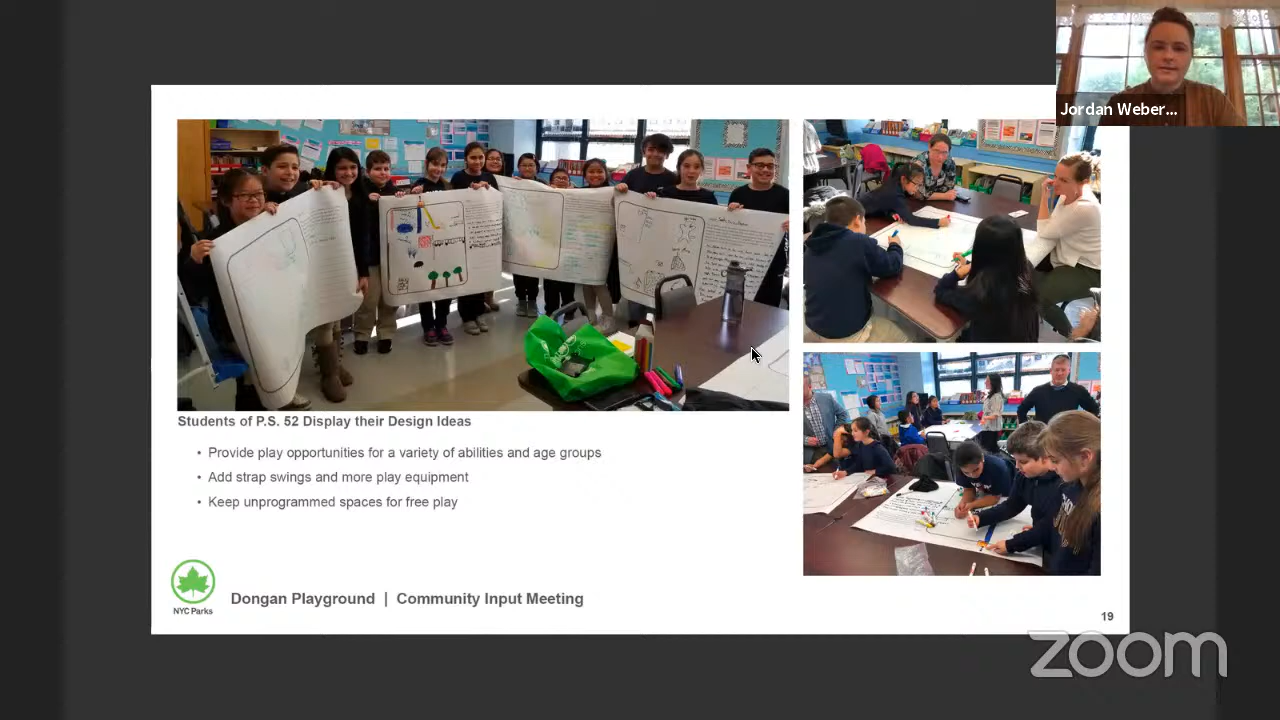 Jordan Weber...
Students of P.S. 52 Display their Design Ideas
• Provide play opportunities for a variety of abilities and age groups
• Add strap swings and more play equipment
• Keep unprogrammed spaces for free play
NYC Parks
Dongan Playground | Community Input Meeting
19
zoom